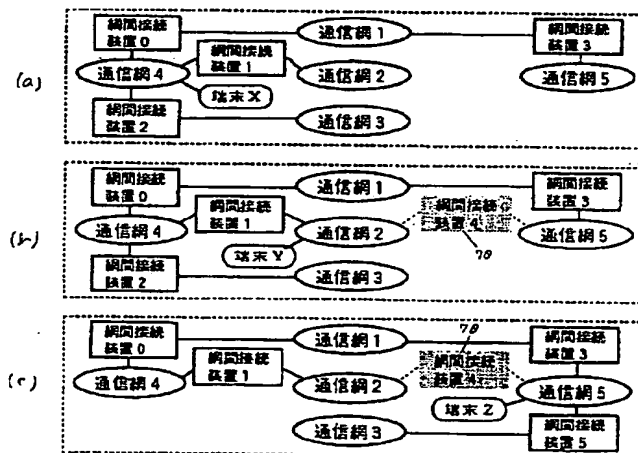 (a)
網間接続
装置0
通信網1
網間接続
装置3
網間接続
装置1
通信網4
通信網2
通信網5
端末X
網間接続
装置2
通信網3
(b)
網間接続
装置0
通信網1
網間接続
装置3
網間接続
装置1
網間接続
装置4
通信網4
通信網2
通信網5
端末Y
70
網間接続
装置2
通信網3
(c)
70
網間接続
装置0
通信網1
網間接続
装置3
網間接続
装置1
網間接続
装置4
通信網4
通信網2
通信網5
端末Z
通信網3
網間接続
装置5